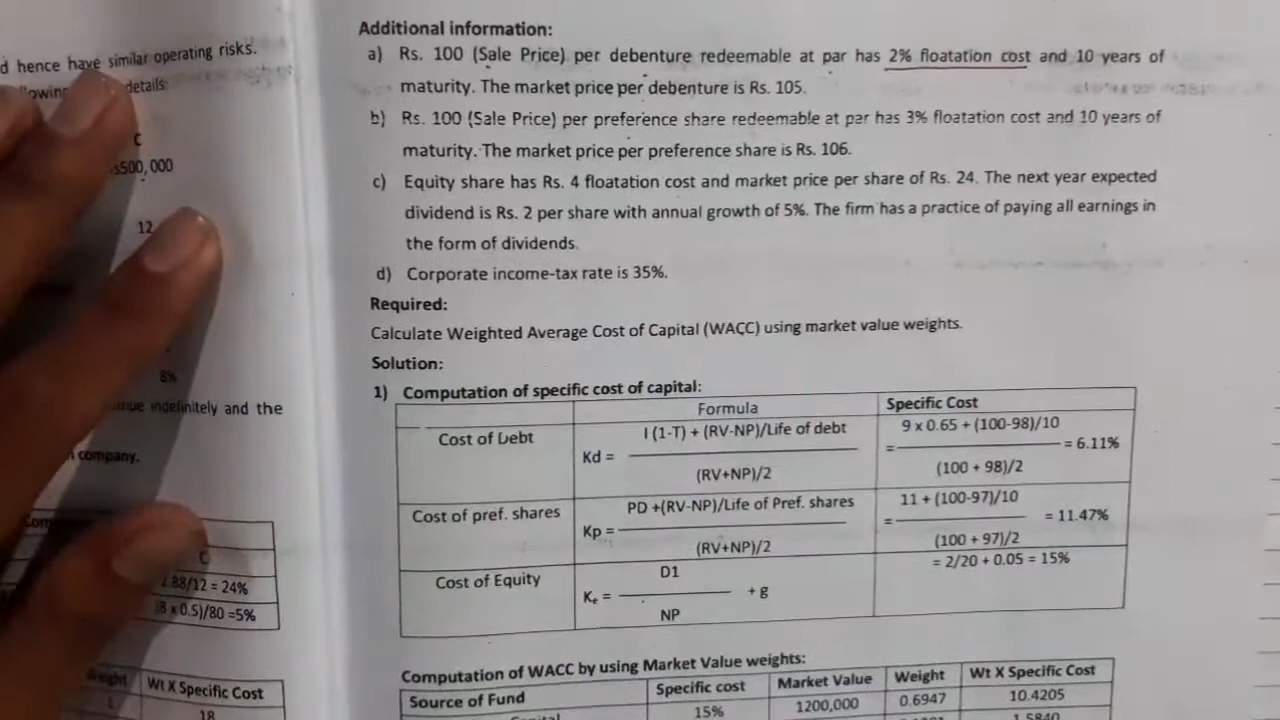 d hence have similar operating risks.
details:
C
s500, 000
12
8%
indefinitely and the
company.
C
/12 = 24%
x 0.5)/80 =5%
Weight Wt X Specific Cost
18
Additional information:
a) Rs. 100 (Sale Price) per debenture redeemable at par has 2% floatation cost and 10 years of
maturity. The market price per debenture is Rs. 105.
b) Rs. 100 (Sale Price) per preference share redeemable at par has 3% floatation cost and 10 years of
maturity. The market price per preference share is Rs. 106.
c) Equity share has Rs. 4 floatation cost and market price per share of Rs. 24. The next year expected
dividend is Rs. 2 per share with annual growth of 5%. The firm has a practice of paying all earnings in
the form of dividends.
d) Corporate income-tax rate is 35%.
Required:
Calculate Weighted Average Cost of Capital (WACC) using market value weights.
Solution:
1) Computation of specific cost of capital:
Formula Specific Cost
Cost of Debt Kd = I (1-T) + (RV-NP)/Life of debt
(RV+NP)/2
= 9 x 0.65 + (100-98)/10
(100 + 98)/2
= 6.11%
Cost of pref. shares Kp = PD +(RV-NP)/Life of Pref. shares
(RV+NP)/2
= 11 + (100-97)/10
(100 + 97)/2
= 11.47%
Cost of Equity Ke = D1
NP
+ g
= 2/20 + 0.05 = 15%
Computation of WACC by using Market Value weights:
Source of Fund Specific cost Market Value Weight Wt X Specific Cost
Capital 15% 1200,000 0.6947 10.4205
1.5840